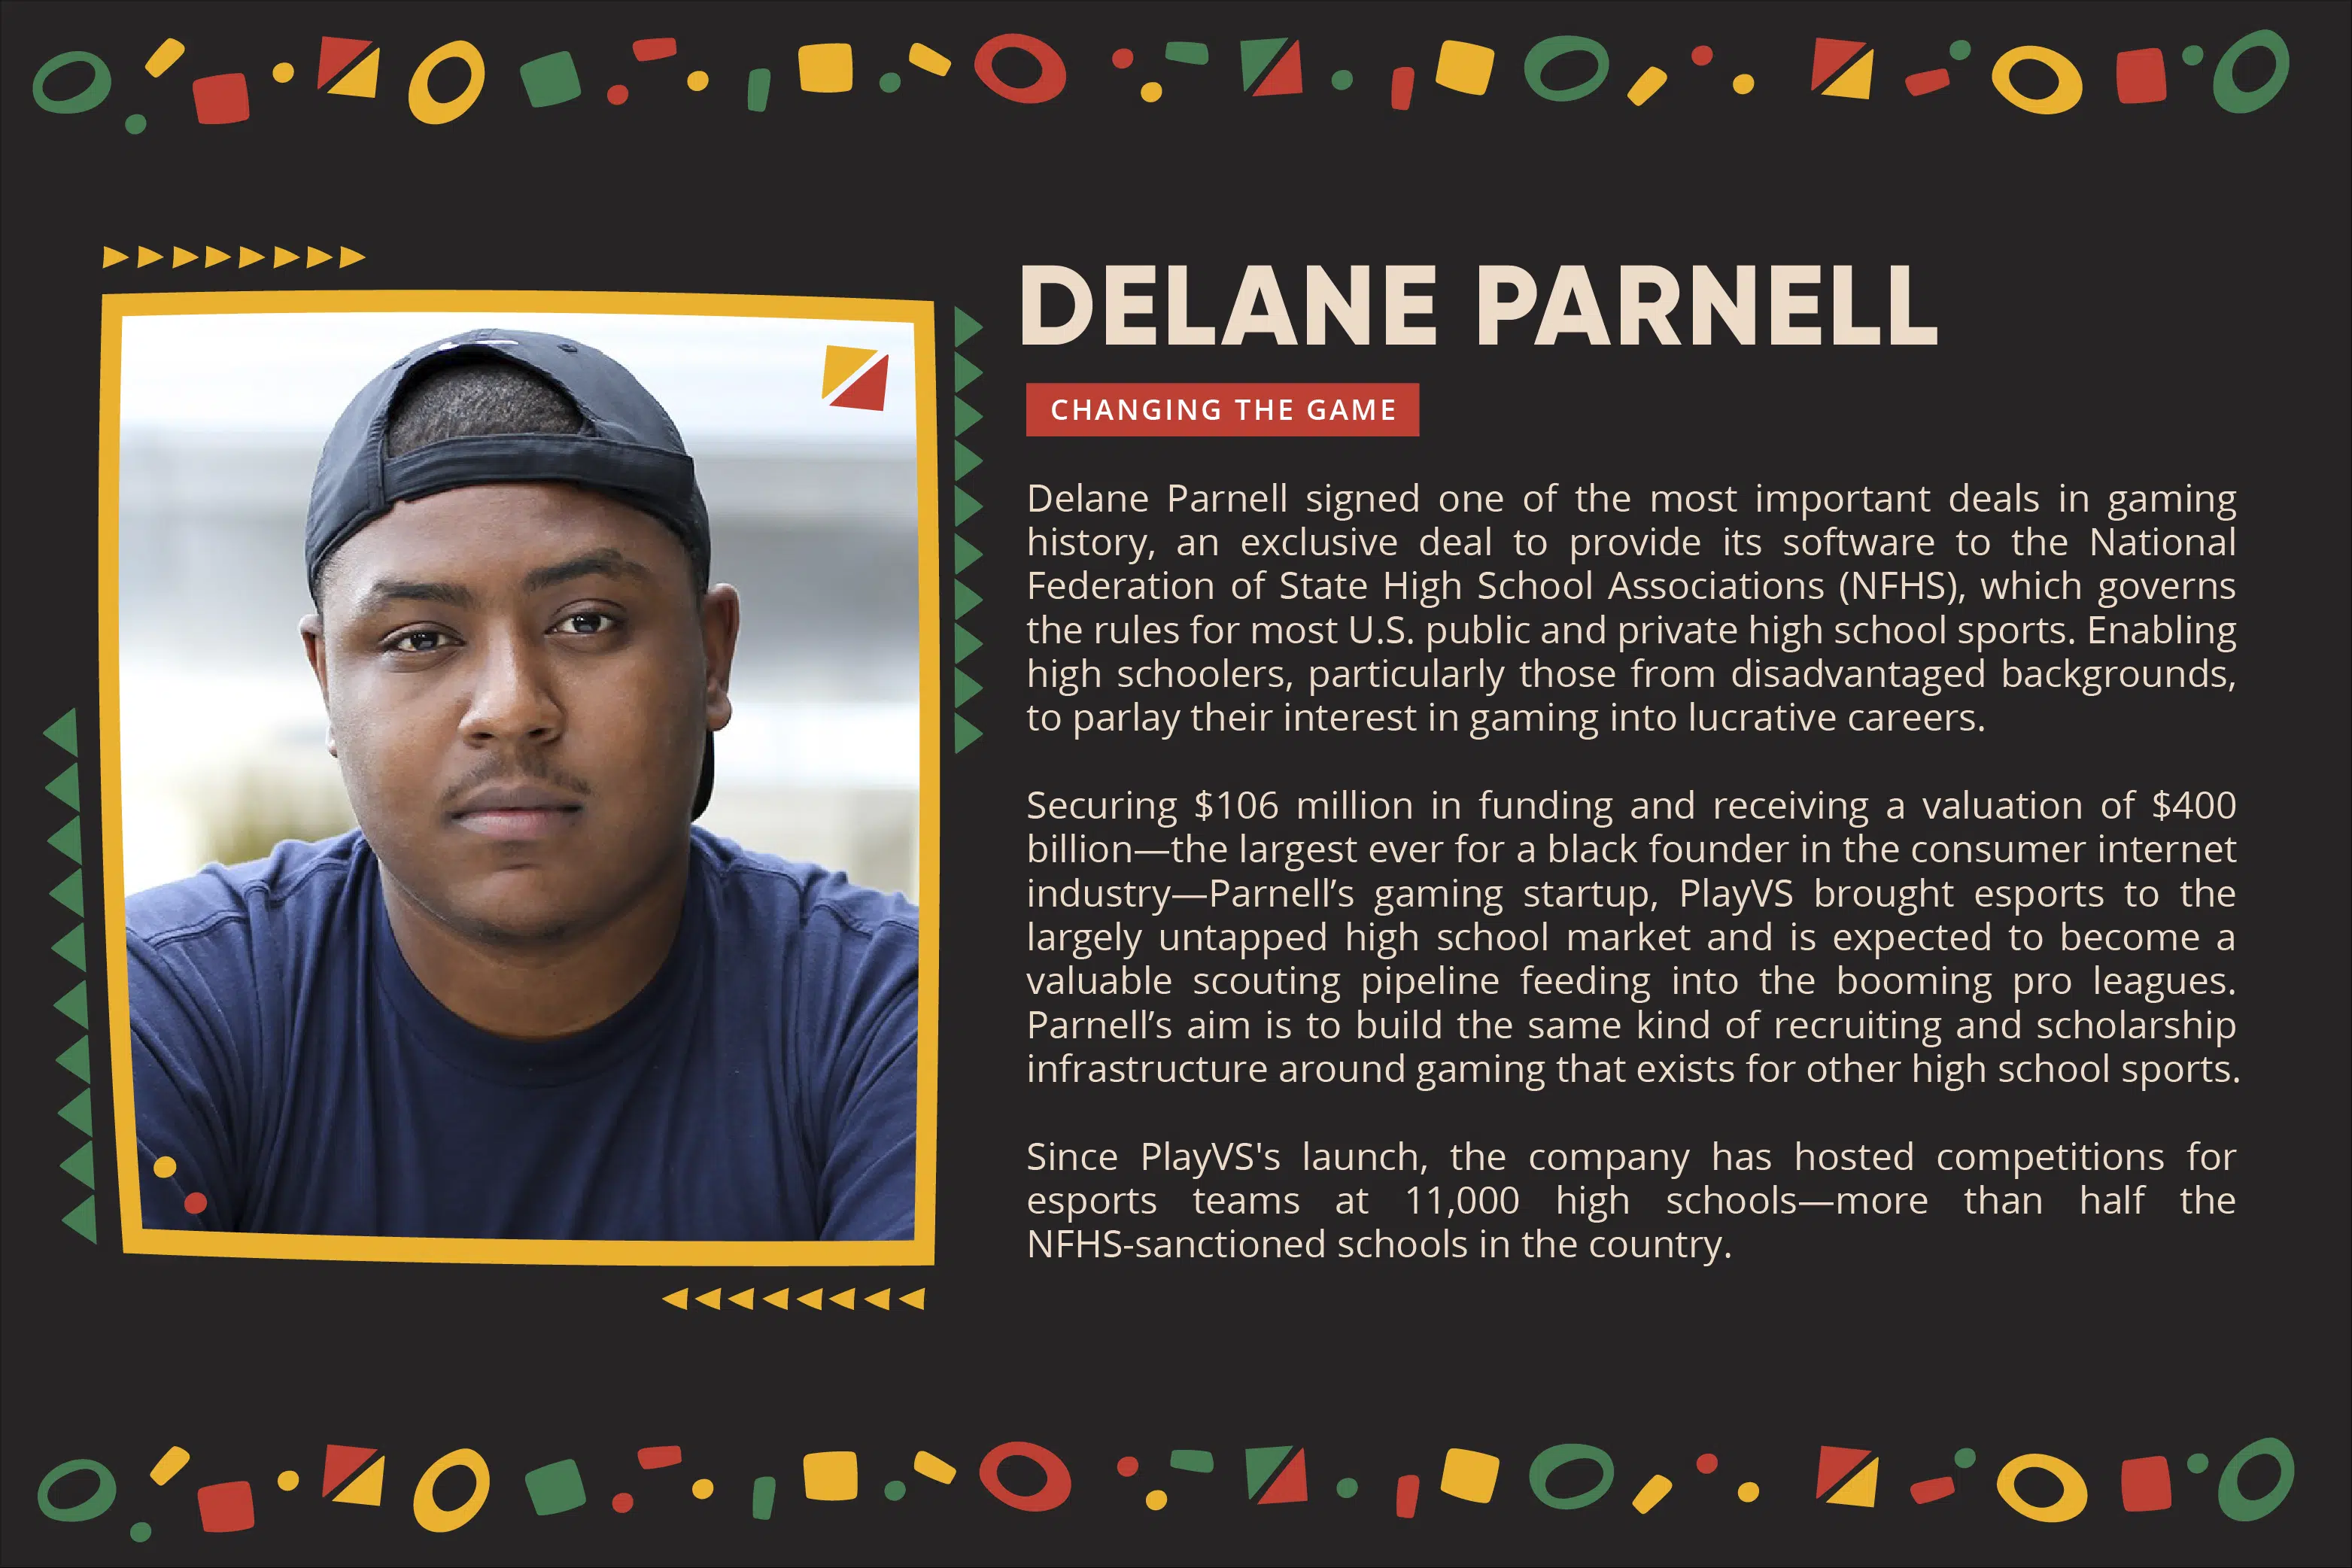 DELANE PARNELL
CHANGING THE GAME
Delane Parnell signed one of the most important deals in gaming
history, an exclusive deal to provide its software to the National
Federation of State High School Associations (NFHS), which governs
the rules for most U.S. public and private high school sports. Enabling
high schoolers, particularly those from disadvantaged backgrounds,
to parlay their interest in gaming into lucrative careers.
Securing $106 million in funding and receiving a valuation of $400
billion—the largest ever for a black founder in the consumer internet
industry—Parnell’s gaming startup, PlayVS brought esports to the
largely untapped high school market and is expected to become a
valuable scouting pipeline feeding into the booming pro leagues.
Parnell’s aim is to build the same kind of recruiting and scholarship
infrastructure around gaming that exists for other high school sports.
Since PlayVS's launch, the company has hosted competitions for
esports teams at 11,000 high schools—more than half the
NFHS-sanctioned schools in the country.